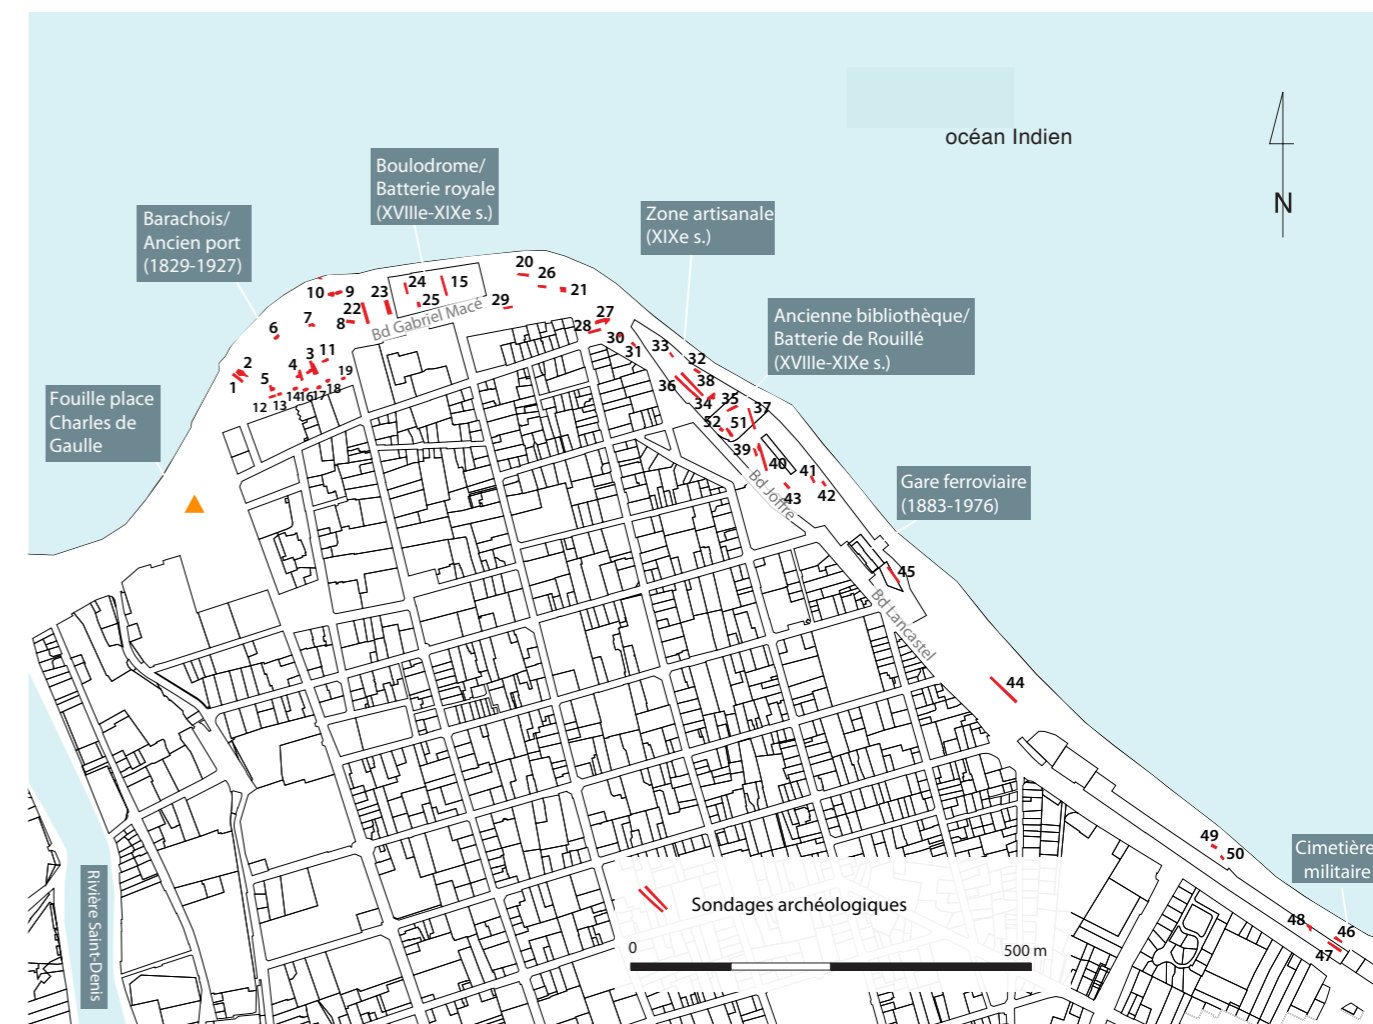 océan Indien
N
Boulodrome/
Batterie royale
(XVIIIe-XIXe s.)
Barachois/
Ancien port
(1829-1927)
Zone artisanale
(XIXe s.)
Ancienne bibliothèque/
Batterie de Rouillé
(XVIIIe-XIXe s.)
Fouille place
Charles de
Gaulle
Gare ferroviaire
(1883-1976)
Cimetière
militaire
Bd Gabriel Macé
Bd Joffre
Bd Lancastel
Rivière Saint-Denis
1
2
3
4
5
6
7
8
9
10
11
12
13
14
16
17
18
19
22
23
24
25
15
20
26
21
29
27
28
30
31
33
32
36
38
34
35
37
52
51
39
40
41
42
43
45
44
49
50
48
46
47
Sondages archéologiques
0
500 m